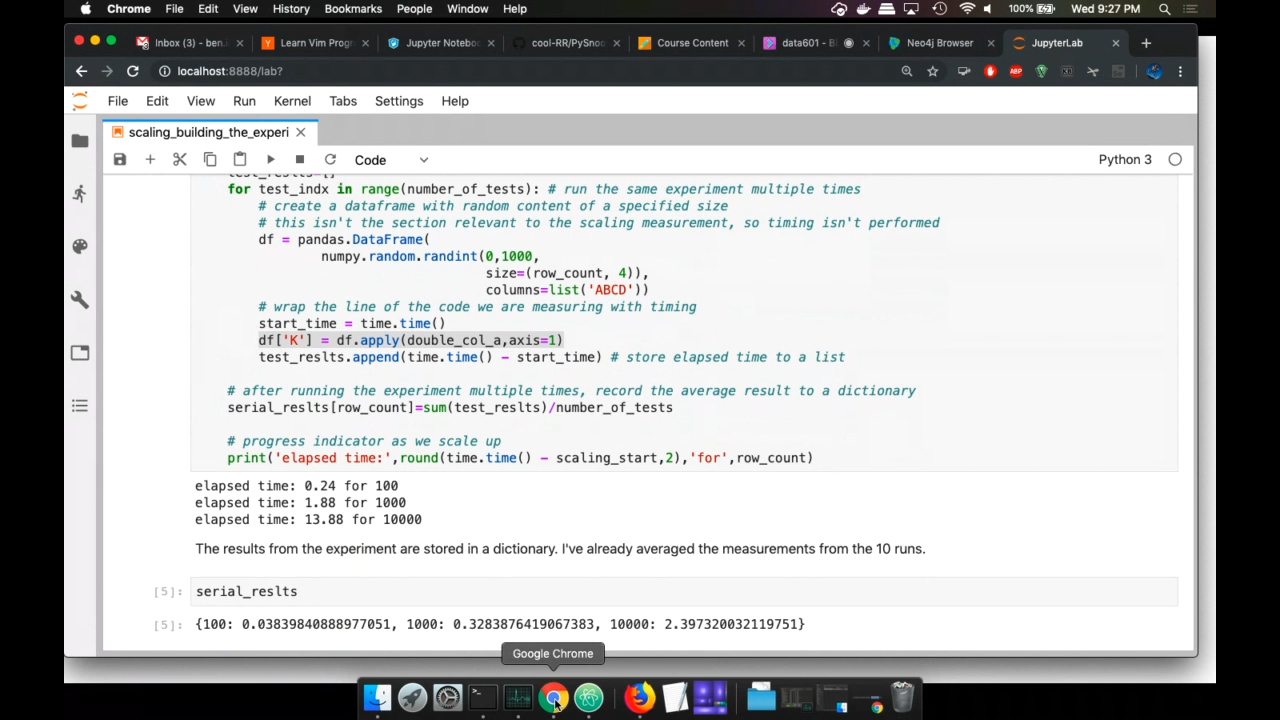 Chrome File Edit View History Bookmarks People Window Help 100% Wed 9:27 PM
Inbox (3) - ben. Learn Vim Prog Jupyter Notebo cool-RR/PySnoo Course Content data601 - B Neo4j Browser JupyterLab
localhost:8888/lab?
ABP
File Edit View Run Kernel Tabs Settings Help
scaling_building_the_experi
Code Python 3
test_reslts=[]
for test_indx in range(number_of_tests): # run the same experiment multiple times
# create a dataframe with random content of a specified size
# this isn't the section relevant to the scaling measurement, so timing isn't performed
df = pandas.DataFrame(
numpy.random.randint(0,1000,
size=(row_count, 4)),
columns=list('ABCD'))
# wrap the line of the code we are measuring with timing
start_time = time.time()
df['K'] = df.apply(double_col_a,axis=1)
test_reslts.append(time.time() - start_time) # store elapsed time to a list
# after running the experiment multiple times, record the average result to a dictionary
serial_reslts[row_count]=sum(test_reslts)/number_of_tests
# progress indicator as we scale up
print('elapsed time:',round(time.time() - scaling_start,2),'for',row_count)
elapsed time: 0.24 for 100
elapsed time: 1.88 for 1000
elapsed time: 13.88 for 10000
The results from the experiment are stored in a dictionary. I've already averaged the measurements from the 10 runs.
[5]: serial_reslts
[5]: {100: 0.03839840888977051, 1000: 0.3283876419067383, 10000: 2.397320032119751}
Google Chrome